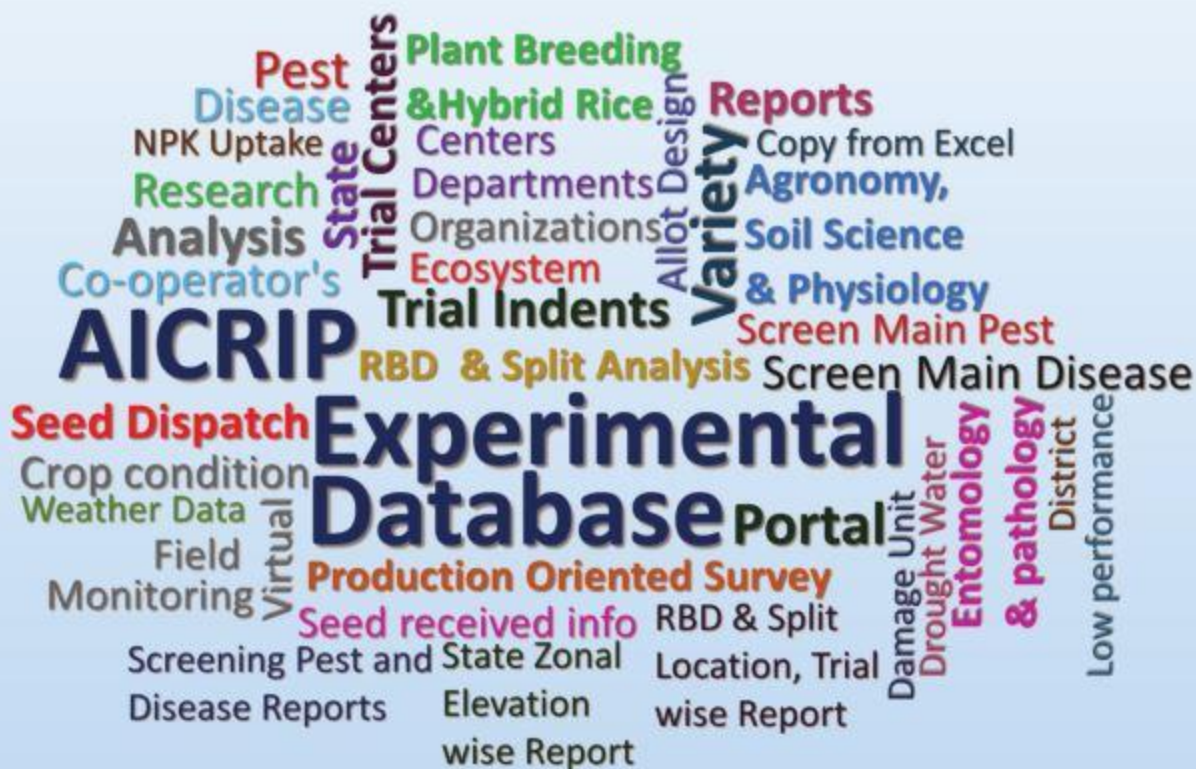 Pest
Disease
NPK Uptake
Research
Analysis
Co-operator's
State
Trial Centers
Plant Breeding
&Hybrid Rice
Centers
Departments
Organizations
Ecosystem
Allot Design
Variety
Reports
Copy from Excel
Agronomy,
Soil Science
& Physiology
Trial Indents
Screen Main Pest
AICRIP
RBD & Split Analysis
Screen Main Disease
Seed Dispatch
Experimental
Database
Portal
Crop condition
Weather Data
Field
Monitoring
Virtual
Production Oriented Survey
Seed received info
Screening Pest and
Disease Reports
State Zonal
Elevation
wise Report
RBD & Split
Location, Trial
wise Report
Damage Unit
Drought Water
Entomology
& pathology
District
Low performance